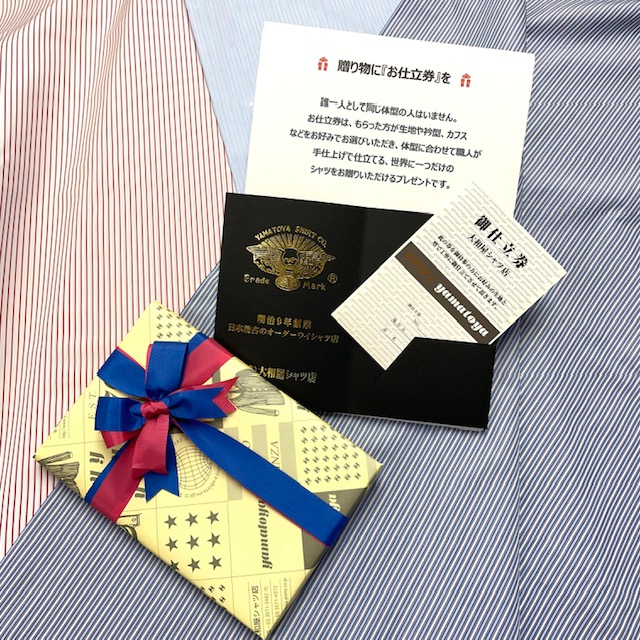 贈り物に『お仕立券』を
誰一人として同じ体型の人はいません。
お仕立券は、もらった方が生地や衿型、カフス
などをお好みでお選びいただき、体型に合わせて職人が
手仕上げで仕立てる、世界に一つだけの
シャツをお贈りいただけるプレゼントです。
YAMATOYA SHIRT CO.
Trade Mark ®
明治9年創業
日本最古のオーダーワイシャツ店
大和屋シャツ店
御仕立券
大和屋シャツ店
yamatoya
EST
yamatoya